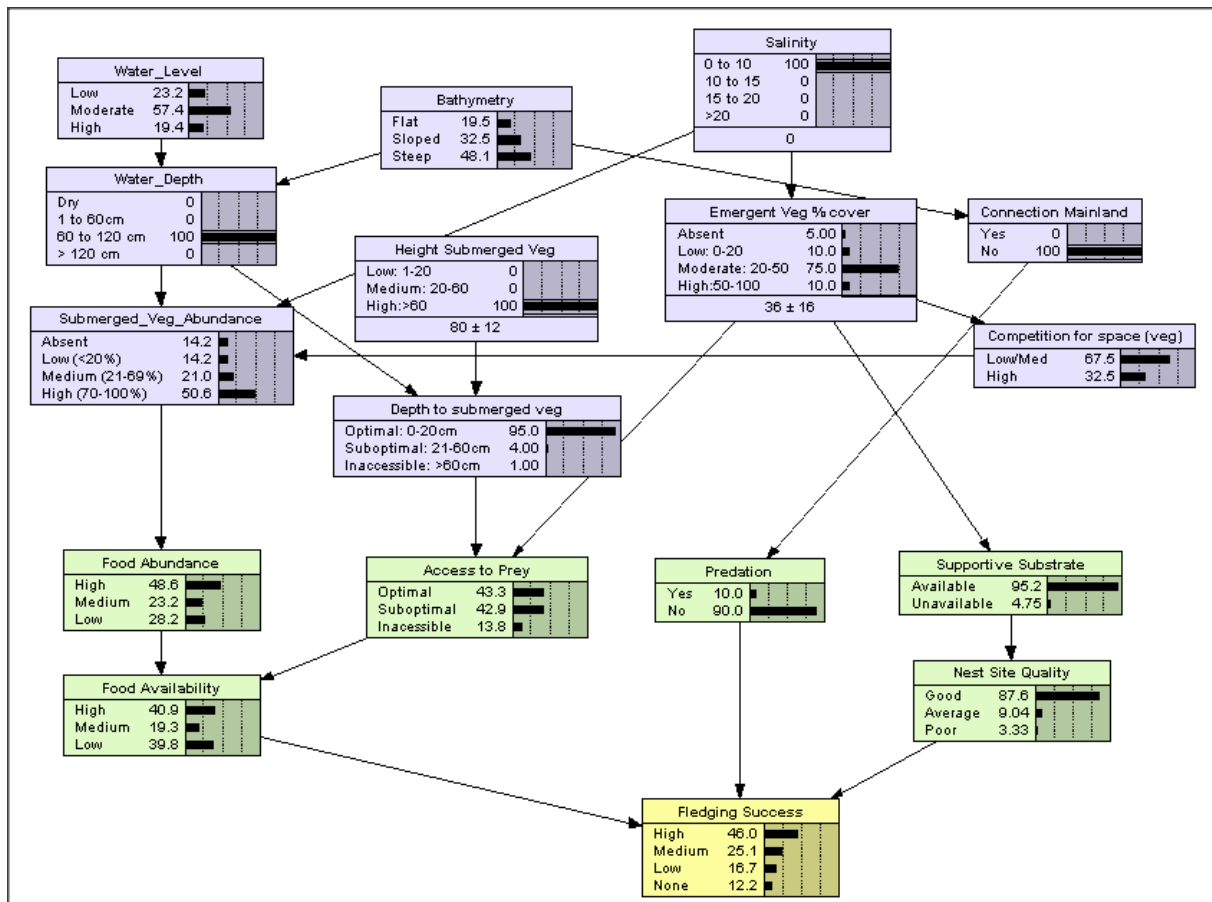 Salinity
0 to 10 100
10 to 15 0
15 to 20 0
>20 0
0
Water_Level
Low 23.2
Moderate 57.4
High 19.4
Bathymetry
Flat 19.5
Sloped 32.5
Steep 48.1
Water_Depth
Dry 0
1 to 60cm 0
60 to 120 cm 100
> 120 cm 0
Emergent Veg % cover
Absent 5.00
Low: 0-20 10.0
Moderate: 20-50 75.0
High:50-100 10.0
36 ± 16
Connection Mainland
Yes 0
No 100
Height Submerged Veg
Low: 1-20 0
Medium: 20-60 0
High:>60 100
80 ± 12
Submerged_Veg_Abundance
Absent 14.2
Low (<20%) 14.2
Medium (21-69%) 21.0
High (70-100%) 50.6
Competition for space (veg)
Low/Med 67.5
High 32.5
Depth to submerged veg
Optimal: 0-20cm 95.0
Suboptimal: 21-60cm 4.00
Inaccessible: >60cm 1.00
Food Abundance
High 48.6
Medium 23.2
Low 28.2
Access to Prey
Optimal 43.3
Suboptimal 42.9
Inacessible 13.8
Predation
Yes 10.0
No 90.0
Supportive Substrate
Available 95.2
Unavailable 4.75
Food Availability
High 40.9
Medium 19.3
Low 39.8
Nest Site Quality
Good 87.6
Average 9.04
Poor 3.33
Fledging Success
High 46.0
Medium 25.1
Low 16.7
None 12.2